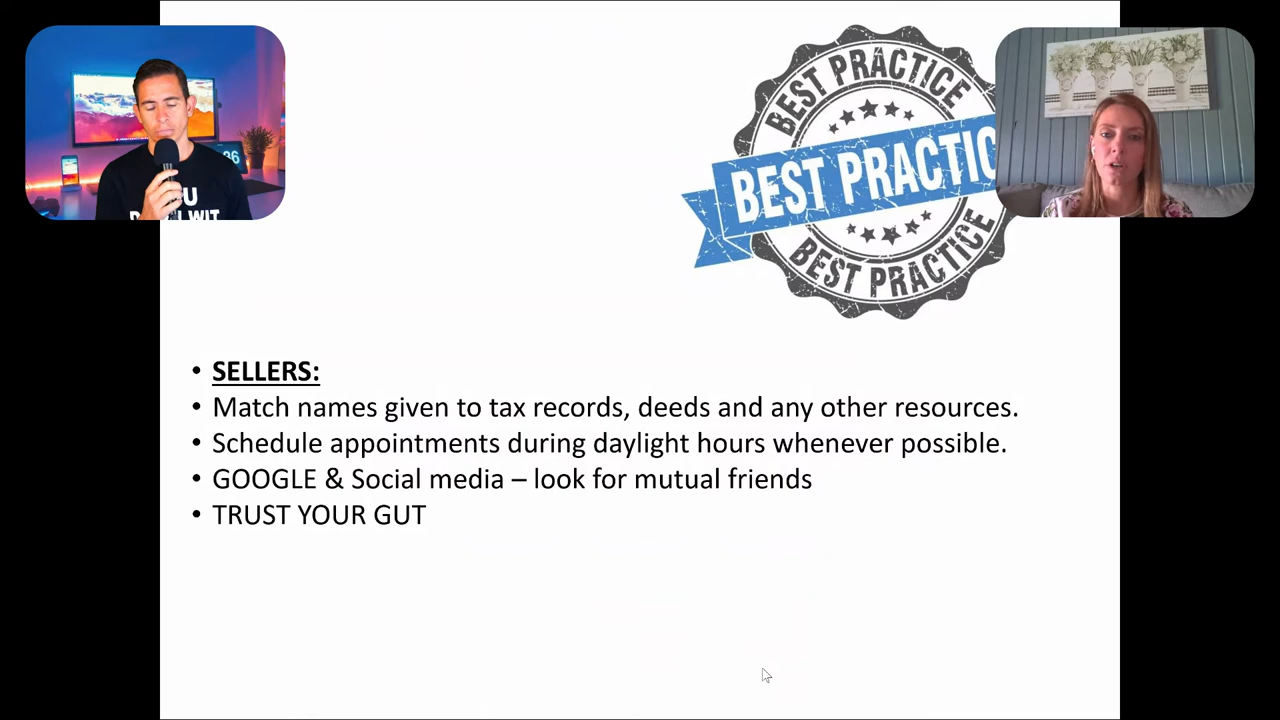 BEST PRACTICE
BEST PRACTIC
BEST PRACTICE
• SELLERS:
• Match names given to tax records, deeds and any other resources.
• Schedule appointments during daylight hours whenever possible.
• GOOGLE & Social media – look for mutual friends
• TRUST YOUR GUT